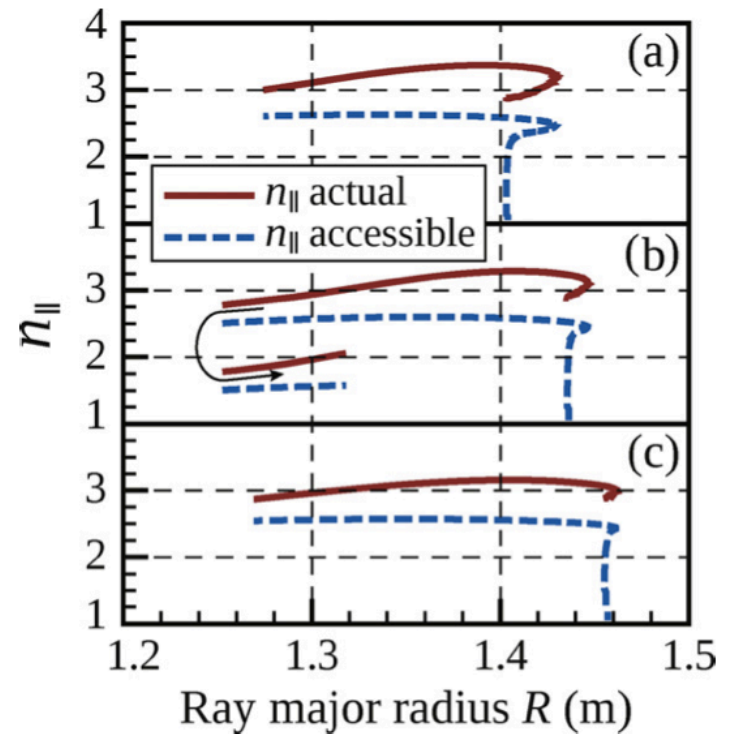 4
(a)
3
2
n∥ actual
n∥ accessible
1
(b)
3
n∥
2
1
(c)
3
2
1
1.2 1.3 1.4 1.5
Ray major radius R (m)